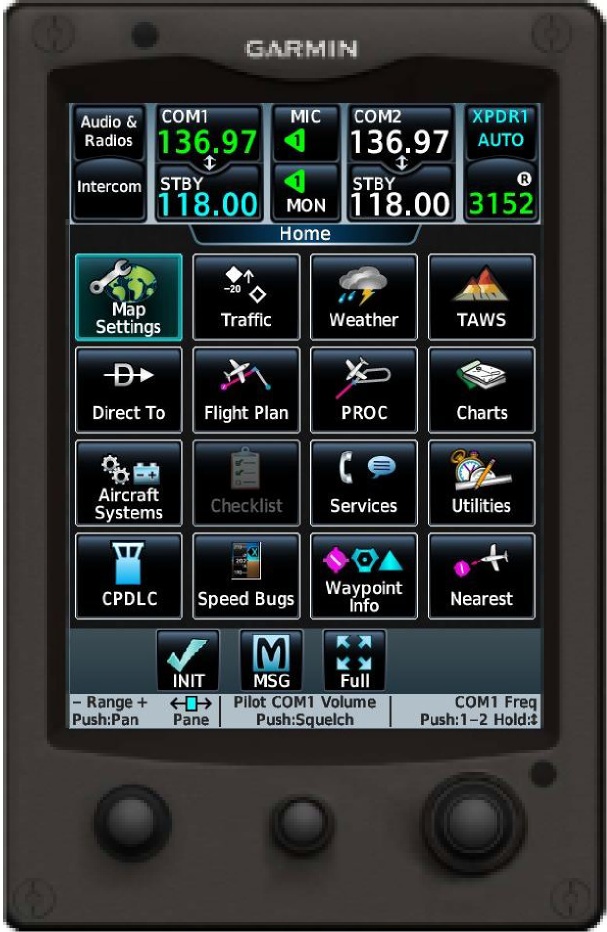 GARMIN
Audio &
Radios
Intercom
COM1
136.97
STBY
118.00
MIC
1
1
MON
COM2
136.97
STBY
118.00
XPDR1
AUTO
R
3152
Home
Map
Settings
-20
Traffic
Weather
TAWS
D
Direct To
Flight Plan
PROC
Charts
Aircraft
Systems
Checklist
Services
Utilities
CPDLC
Speed Bugs
Waypoint
Info
Nearest
INIT
M
MSG
Full
- Range +
Push:Pan
Pane
Pilot COM1 Volume
Push:Squelch
COM1 Freq
Push:1-2 Hold:↕